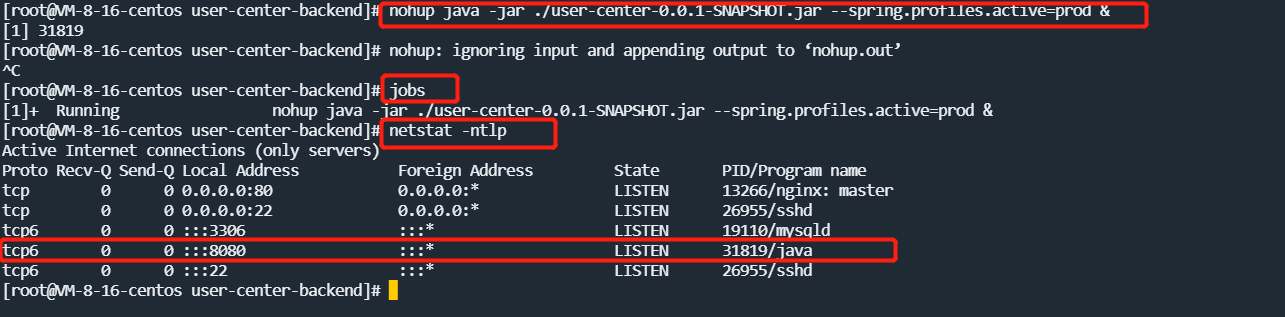 [root@VM-8-16-centos user-center-backend]# nohup java -jar ./user-center-0.0.1-SNAPSHOT.jar --spring.profiles.active=prod &
[1] 31819
[root@VM-8-16-centos user-center-backend]# nohup: ignoring input and appending output to ‘nohup.out’
^C
[root@VM-8-16-centos user-center-backend]# jobs
[1]+  Running                 nohup java -jar ./user-center-0.0.1-SNAPSHOT.jar --spring.profiles.active=prod &
[root@VM-8-16-centos user-center-backend]# netstat -ntlp
Active Internet connections (only servers)
Proto Recv-Q Send-Q Local Address           Foreign Address         State       PID/Program name
tcp        0      0 0.0.0.0:80              0.0.0.0:*               LISTEN      13266/nginx: master
tcp        0      0 0.0.0.0:22              0.0.0.0:*               LISTEN      26955/sshd
tcp6       0      0 :::3306                 :::*                    LISTEN      19110/mysqld
tcp6       0      0 :::8080                 :::*                    LISTEN      31819/java
tcp6       0      0 :::22                   :::*                    LISTEN      26955/sshd
[root@VM-8-16-centos user-center-backend]#